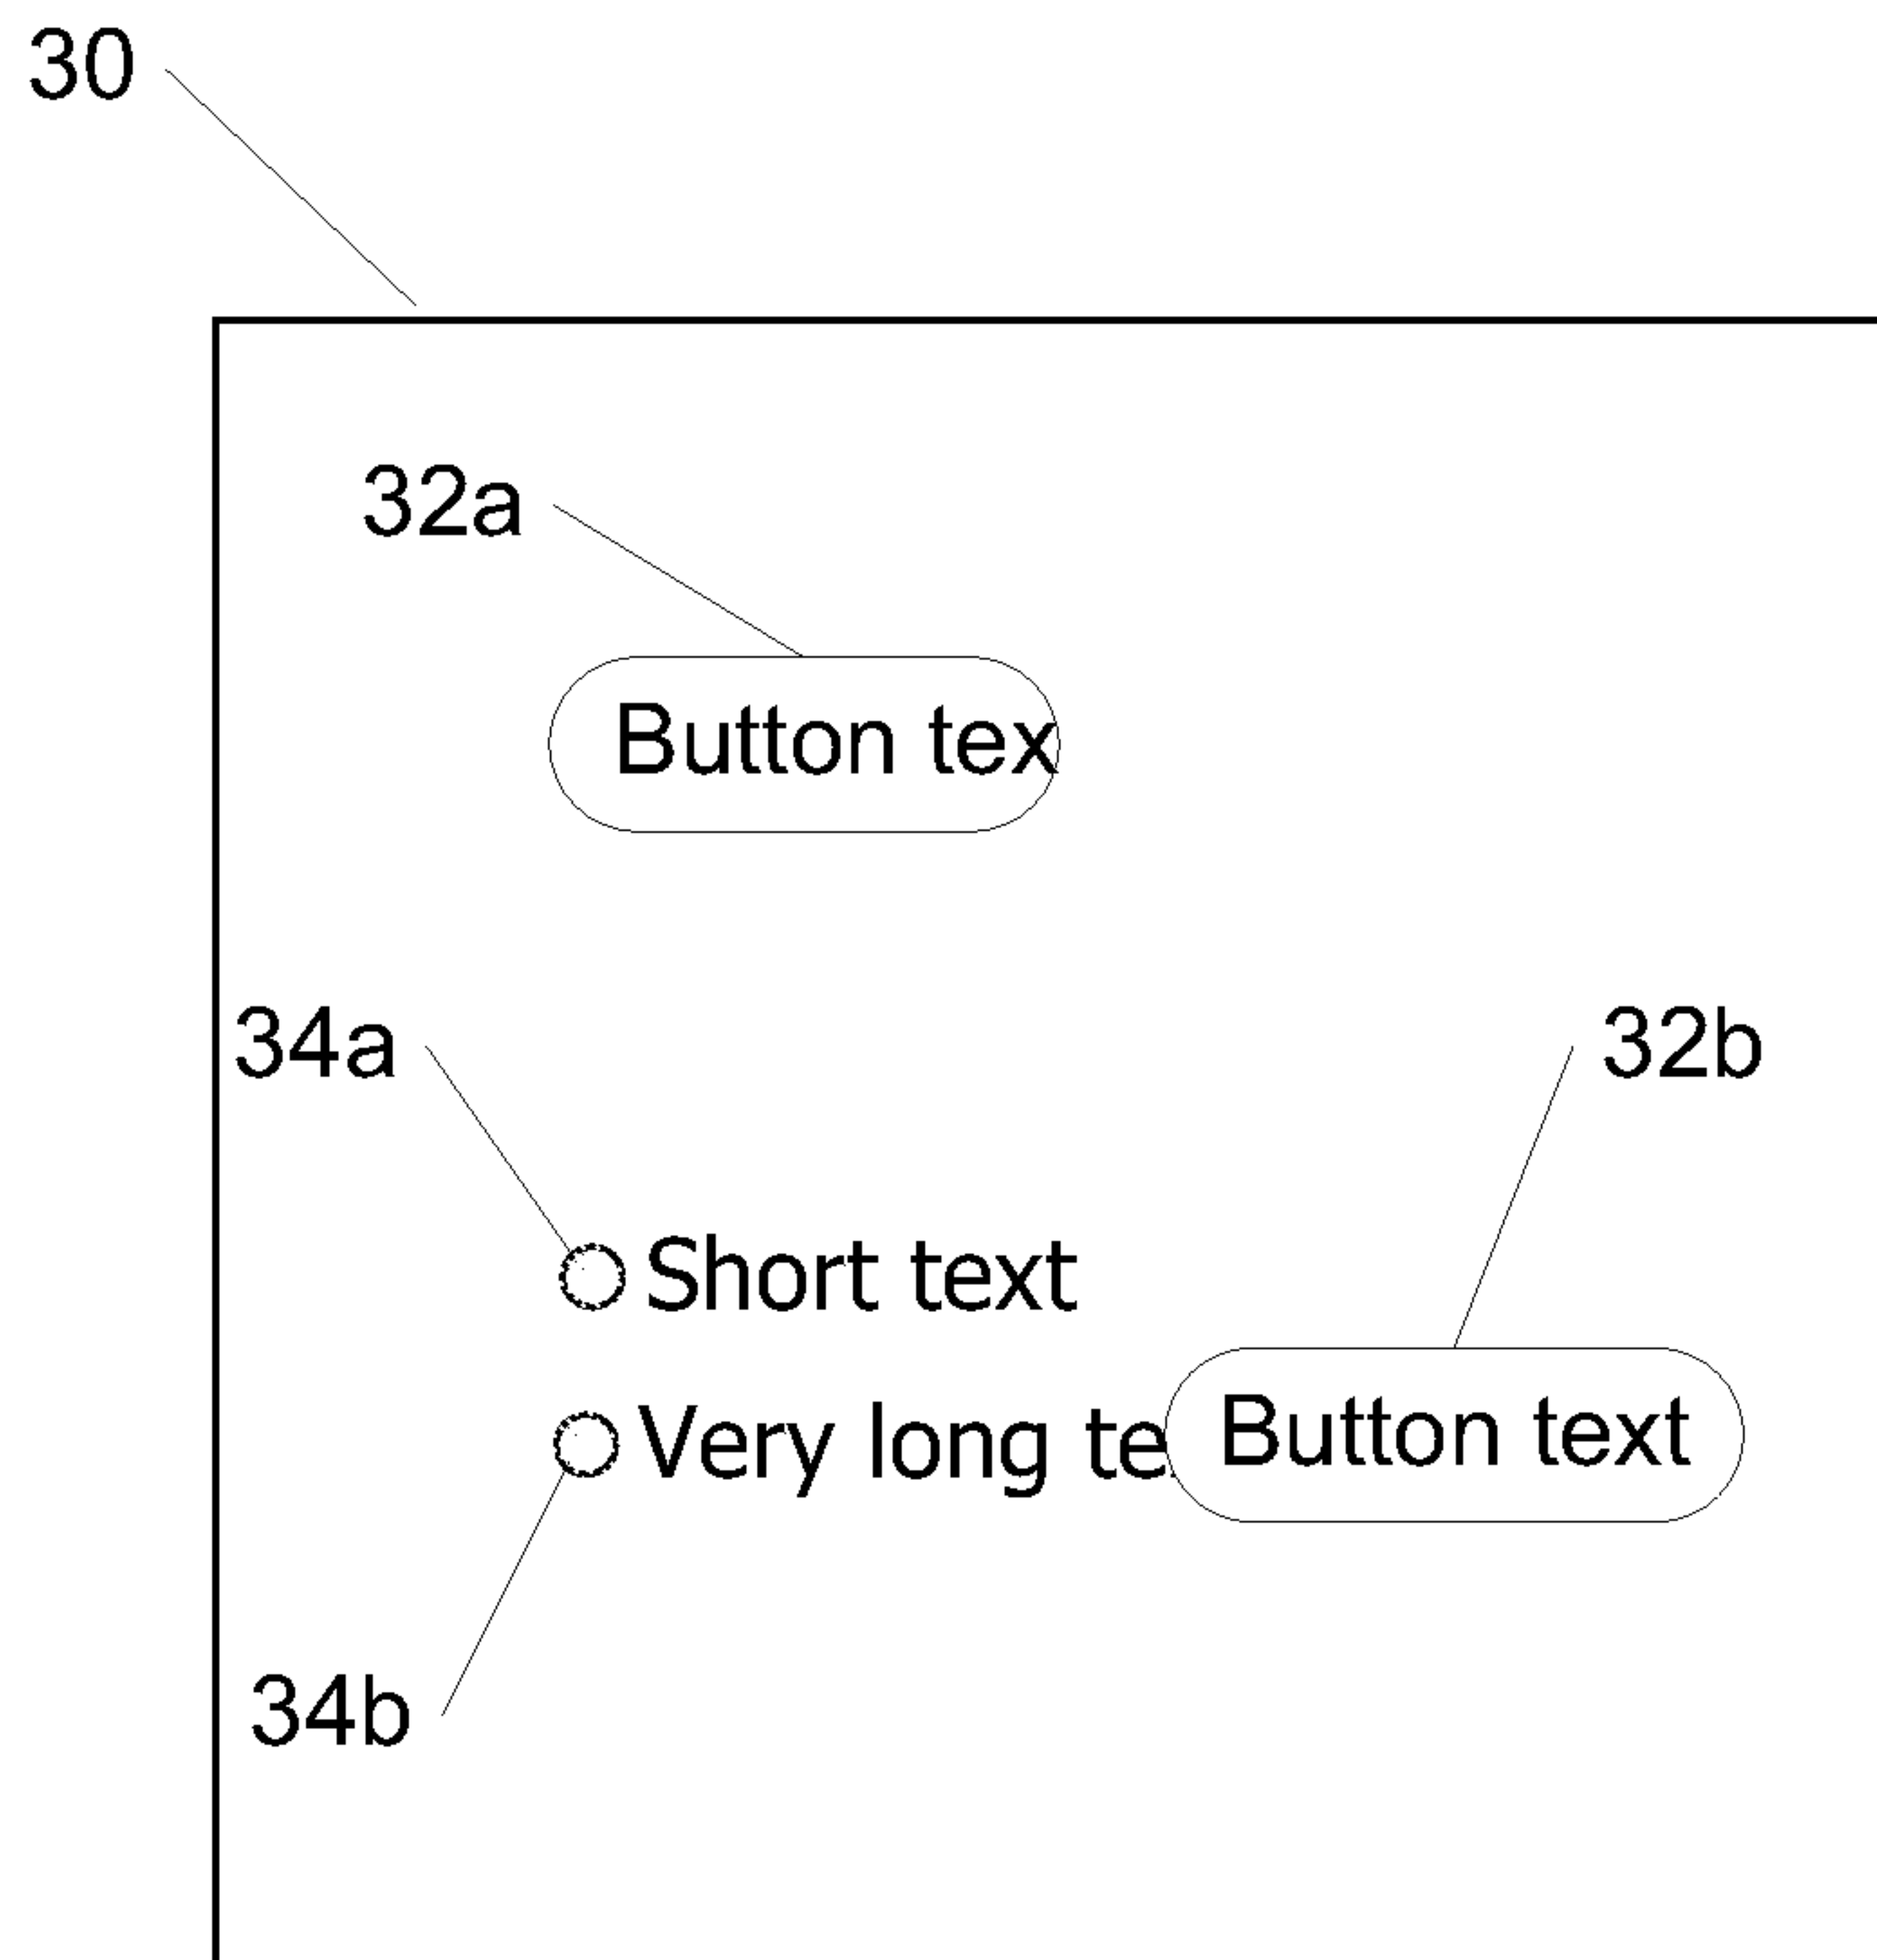 30
32a
Button tex
34a
32b
Short text
Very long te
Button text
34b